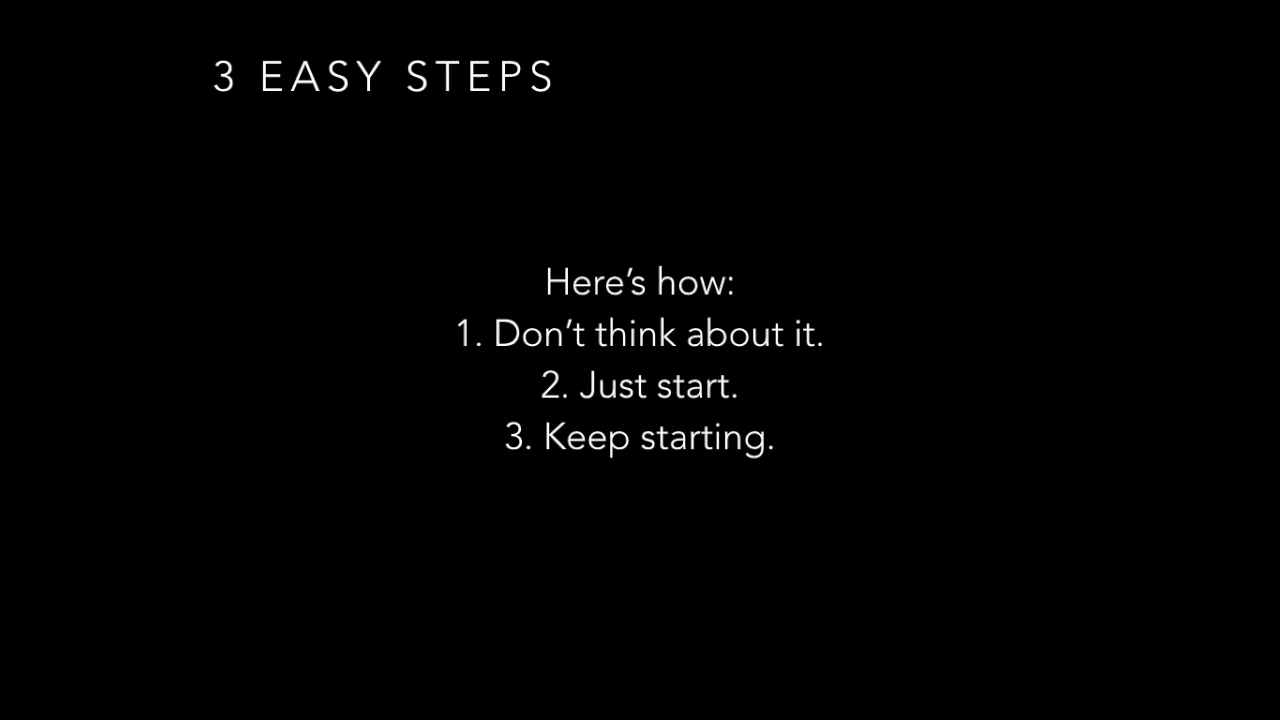 3 EASY STEPS
Here’s how:
1. Don’t think about it.
2. Just start.
3. Keep starting.